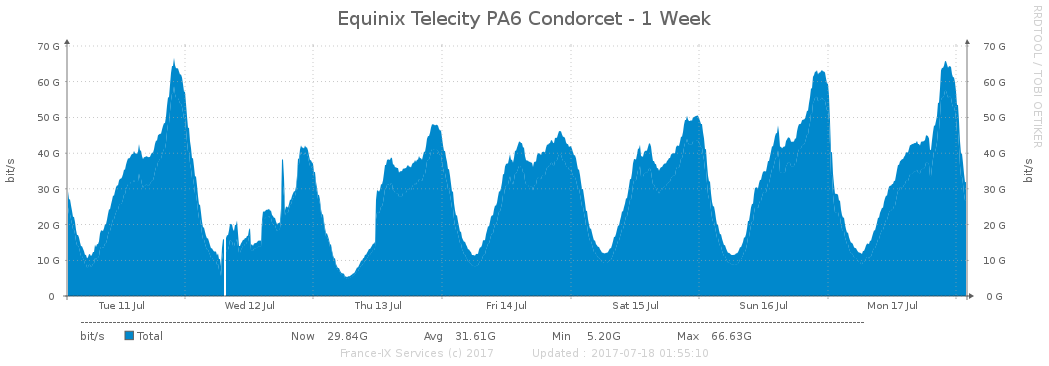 Equinix Telecity PA6 Condorcet - 1 Week
RRDTOOL / TOBI OETIKER
bit/s
70 G 70 G
60 G 60 G
50 G 50 G
40 G 40 G
30 G 30 G
20 G 20 G
10 G 10 G
0 0 G
bit/s
Tue 11 Jul Wed 12 Jul Thu 13 Jul Fri 14 Jul Sat 15 Jul Sun 16 Jul Mon 17 Jul
bit/s Total Now 29.84G Avg 31.61G Min 5.20G Max 66.63G
France-IX Services (c) 2017 Updated : 2017-07-18 01:55:10